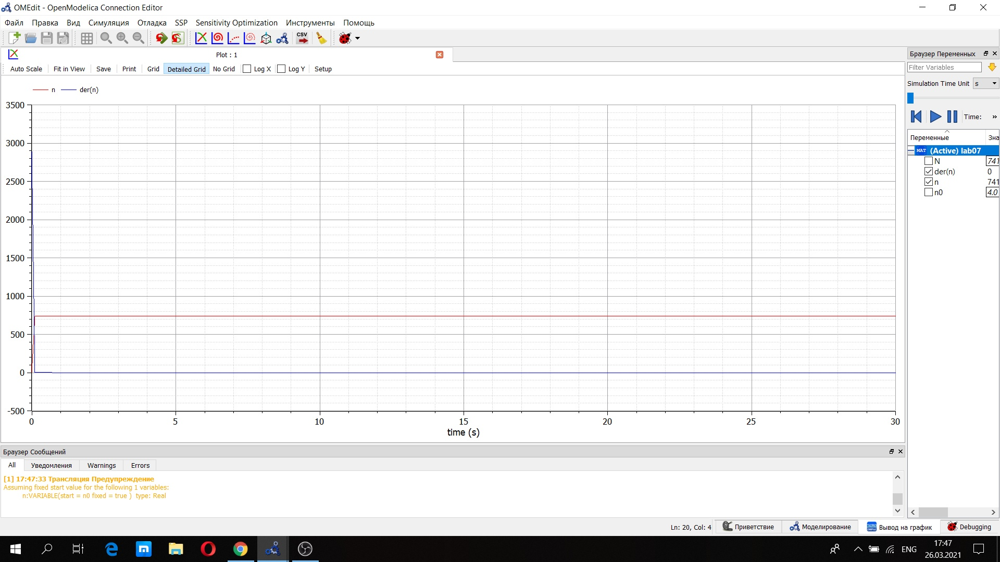 OMEdit - OpenModelica Connection Editor
Файл Правка Вид Симуляция Отладка SSP Sensitivity Optimization Инструменты Помощь
CSV
Plot : 1
Auto Scale Fit in View Save Print Grid Detailed Grid No Grid Log X Log Y Setup
n der(n)
3500
3000
2500
2000
1500
1000
500
0
-500
0 5 10 15 20 25 30
time (s)
Браузер Переменных
Filter Variables
Simulation Time Unit s
Time: »
Переменные Зна
MAT (Active) lab07
N 741
der(n) 0
n 741
n0 4.0
Браузер Сообщений
All Уведомления Warnings Errors
[1] 17:47:33 Трансляция Предупреждение
Assuming fixed start value for the following 1 variables:
n:VARIABLE(start = n0 fixed = true ) type: Real
Ln: 20, Col: 4 Приветствие Моделирование Вывод на график Debugging
ENG
17:47
26.03.2021